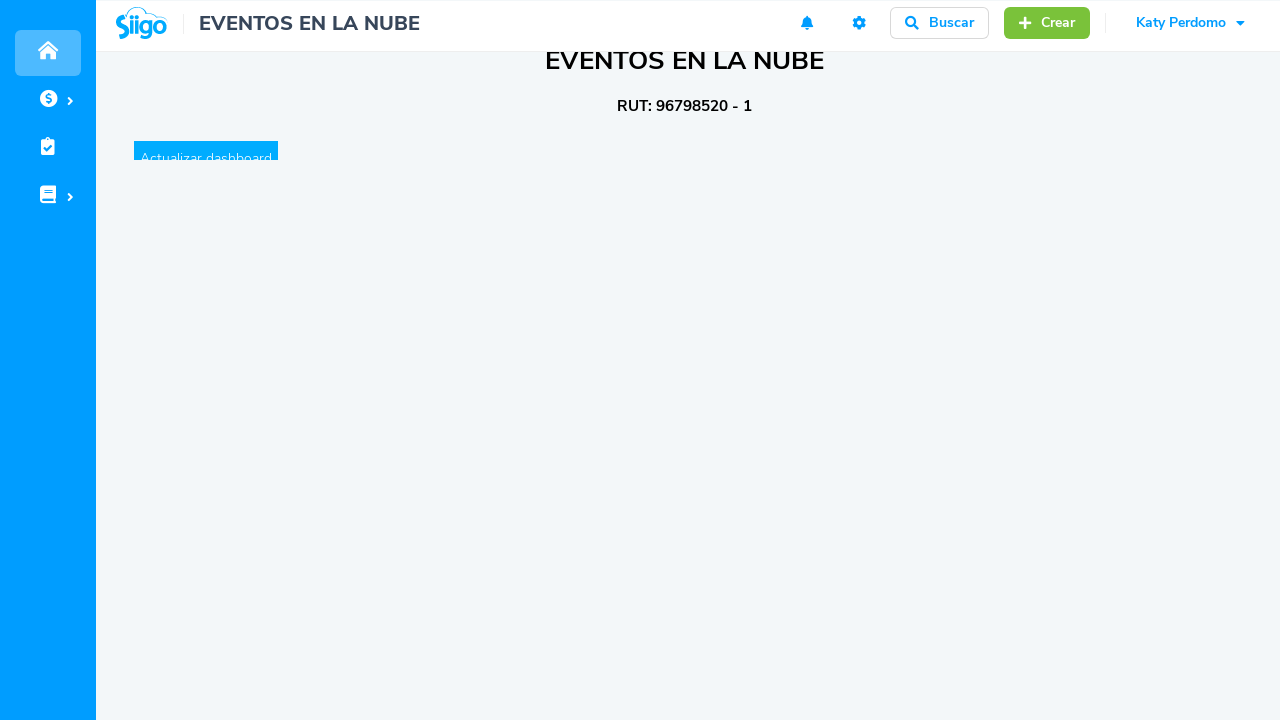 Siigo
EVENTOS EN LA NUBE
Buscar
Crear
Katy Perdomo
EVENTOS EN LA NUBE
RUT: 96798520 - 1
Actualizar dashboard